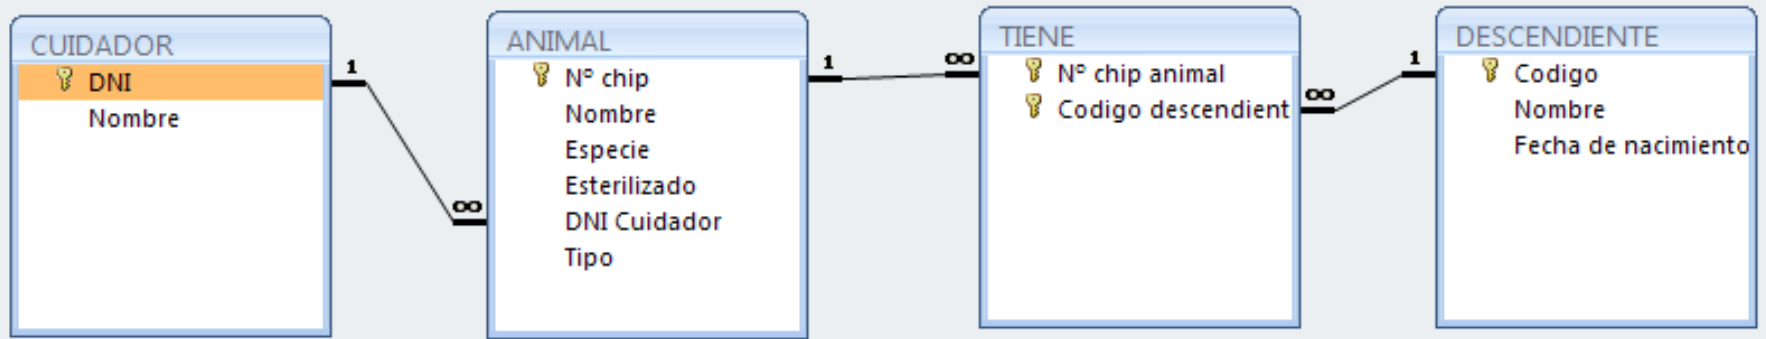 CUIDADOR
DNI
Nombre
1
∞
ANIMAL
Nº chip
Nombre
Especie
Esterilizado
DNI Cuidador
Tipo
1
∞
TIENE
Nº chip animal
Codigo descendient
∞
1
DESCENDIENTE
Codigo
Nombre
Fecha de nacimiento